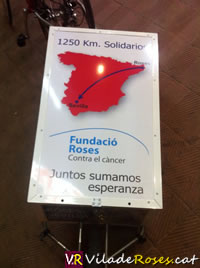 1250 Km. Solidarios
Roses
Sevilla
Fundació
Roses
Contra el càncer
Juntos sumamos
esperanza
VR ViladeRoses.cat